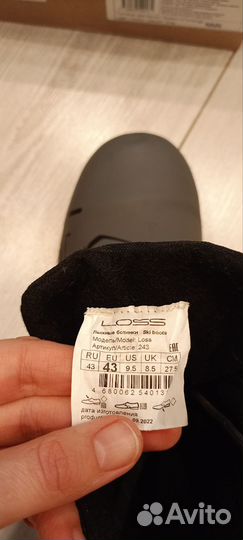 LOSS
Лыжные ботинки Ski boots
Модель/Model: Loss
Артикул/Article: 243
EAC
RU EU US UK CM
43 43 9.5 8.5 27.5
4 680062 54013
дата изготовления
09.2022
Avito